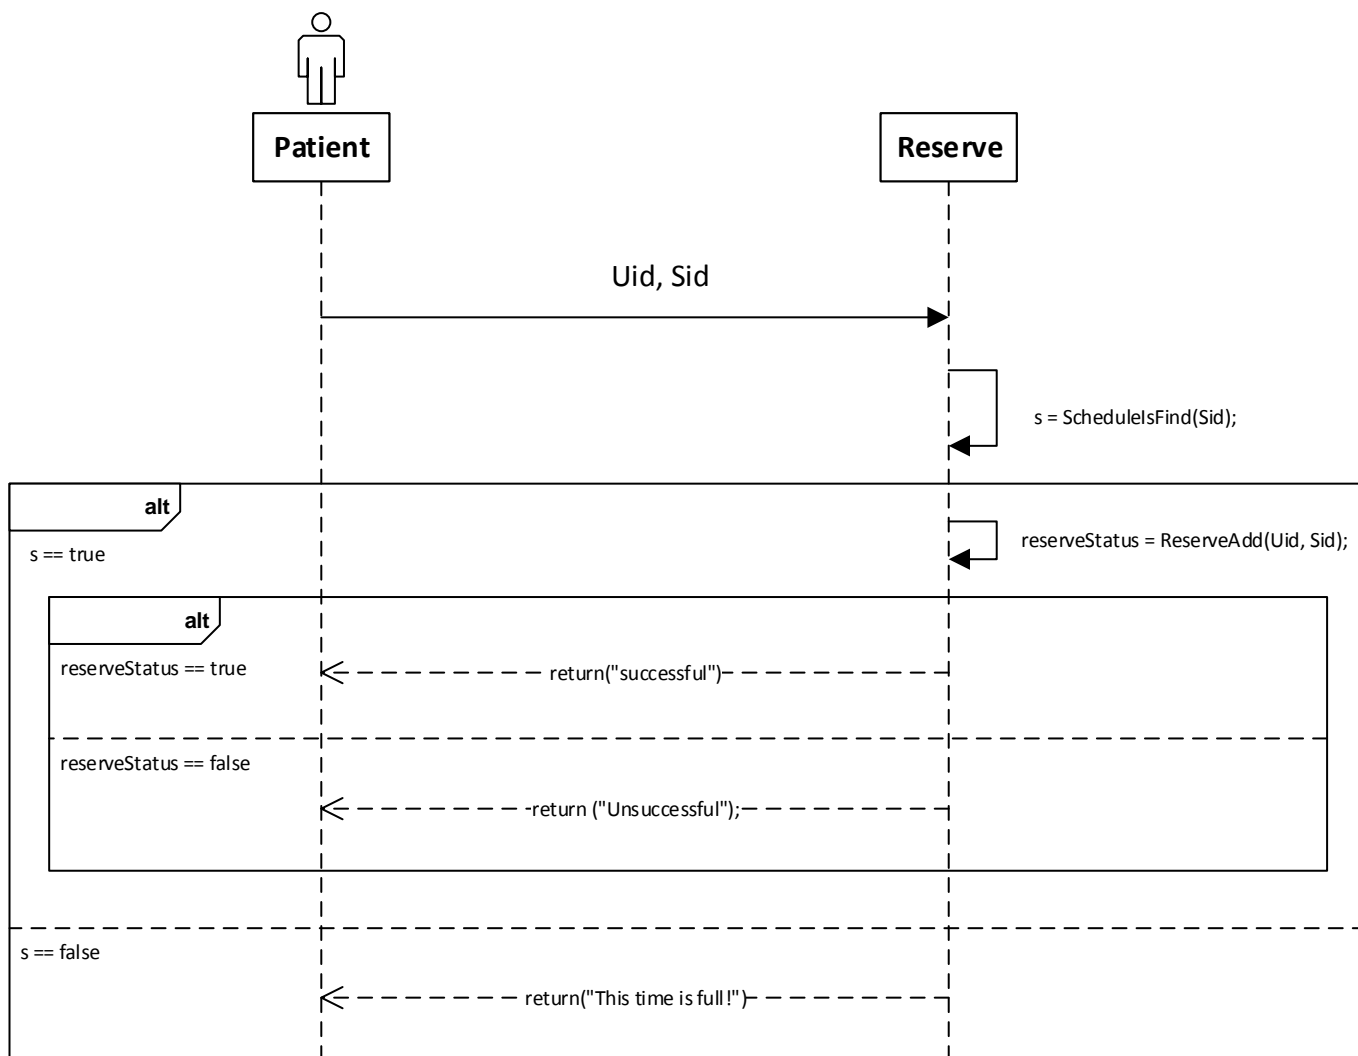 Patient
Reserve
Uid, Sid
s = ScheduleIsFind(Sid);
alt
s == true
reserveStatus = ReserveAdd(Uid, Sid);
alt
reserveStatus == true
return("successful")
reserveStatus == false
return ("Unsuccessful");
s == false
return("This time is full!")